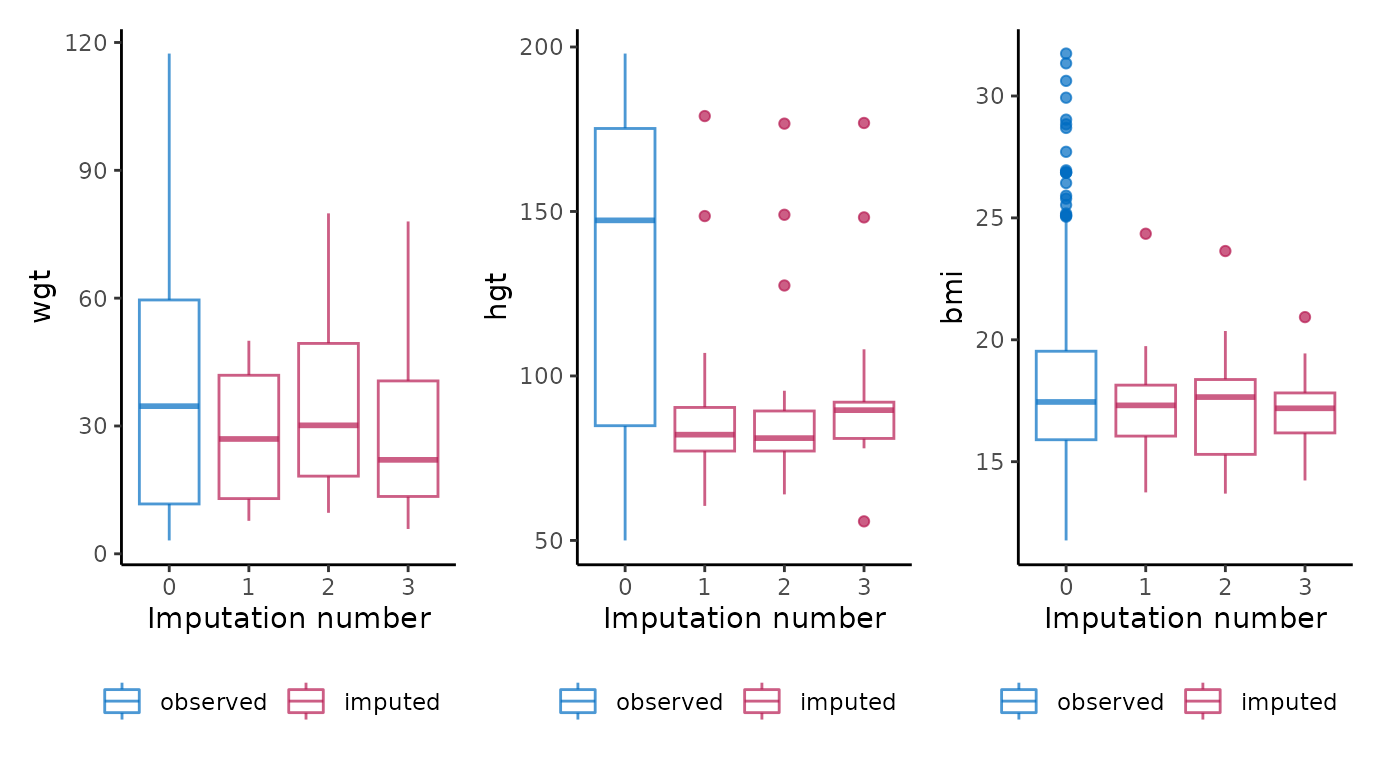 wgt
120
90
60
30
0
0 1 2 3
Imputation number
observed imputed
hgt
200
150
100
50
0 1 2 3
Imputation number
observed imputed
bmi
30
25
20
15
0 1 2 3
Imputation number
observed imputed